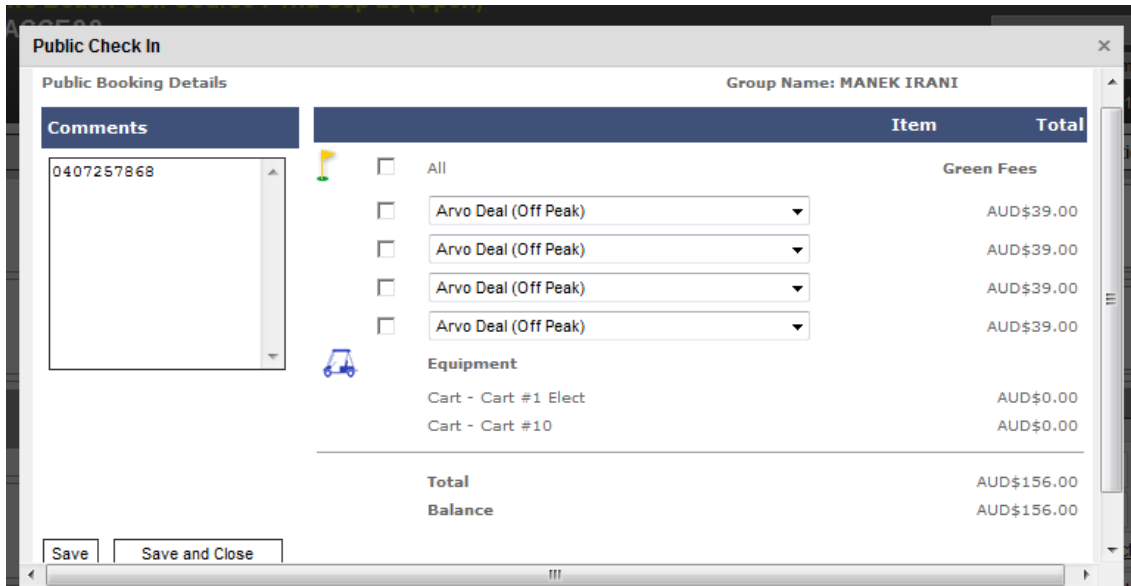 Public Check In ×
Public Booking Details Group Name: MANEK IRANI
Comments Item Total
0407257868
All Green Fees
Arvo Deal (Off Peak) AUD$39.00
Arvo Deal (Off Peak) AUD$39.00
Arvo Deal (Off Peak) AUD$39.00
Arvo Deal (Off Peak) AUD$39.00
Equipment
Cart - Cart #1 Elect AUD$0.00
Cart - Cart #10 AUD$0.00
Total AUD$156.00
Balance AUD$156.00
Save Save and Close